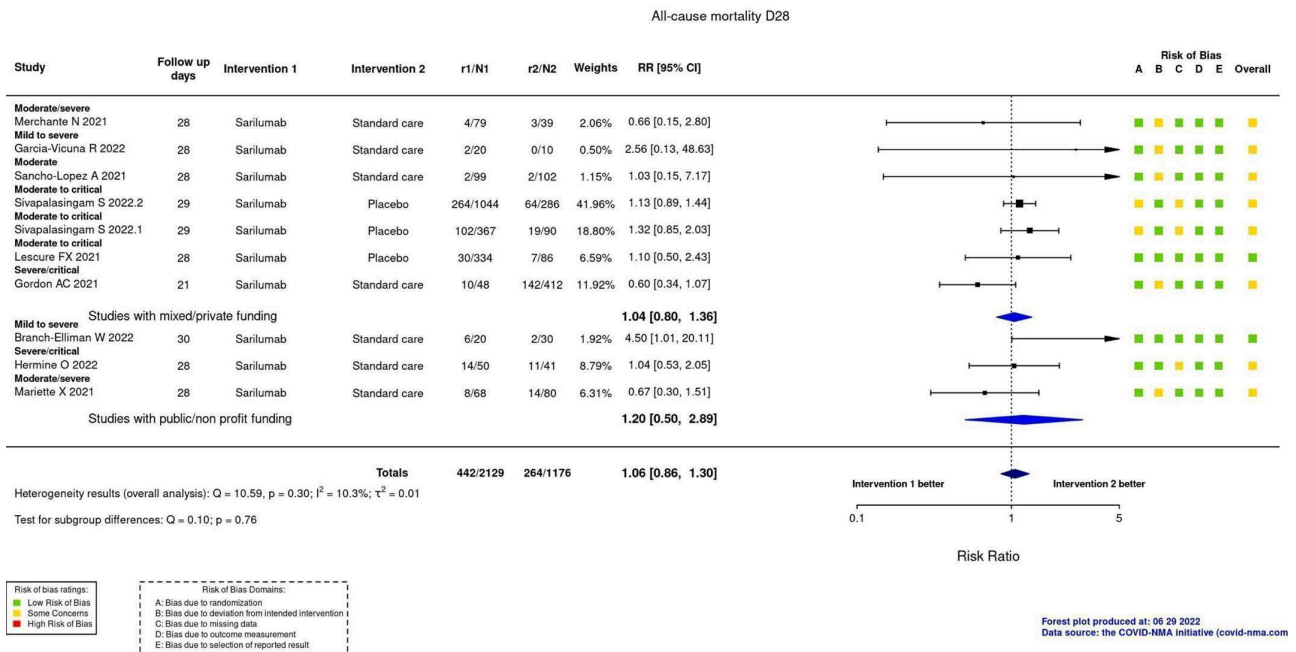 All-cause mortality D28
Risk of Bias
Study Follow up days Intervention 1 Intervention 2 r1/N1 r2/N2 Weights RR [95% CI] A B C D E Overall
Moderate/severe
Merchante N 2021 28 Sarilumab Standard care 4/79 3/39 2.06% 0.66 [0.15, 2.80]
Mild to severe
Garcia-Vicuna R 2022 28 Sarilumab Standard care 2/20 0/10 0.50% 2.56 [0.13, 48.63]
Moderate
Sancho-Lopez A 2021 28 Sarilumab Standard care 2/99 2/102 1.15% 1.03 [0.15, 7.17]
Moderate to critical
Sivapalasingam S 2022.2 29 Sarilumab Placebo 264/1044 64/286 41.96% 1.13 [0.89, 1.44]
Moderate to critical
Sivapalasingam S 2022.1 29 Sarilumab Placebo 102/367 19/90 18.80% 1.32 [0.85, 2.03]
Moderate to critical
Lescure FX 2021 28 Sarilumab Placebo 30/334 7/86 6.59% 1.10 [0.50, 2.43]
Severe/critical
Gordon AC 2021 21 Sarilumab Standard care 10/48 142/412 11.92% 0.60 [0.34, 1.07]
Studies with mixed/private funding 1.04 [0.80, 1.36]
Mild to severe
Branch-Elliman W 2022 30 Sarilumab Standard care 6/20 2/30 1.92% 4.50 [1.01, 20.11]
Severe/critical
Hermine O 2022 28 Sarilumab Standard care 14/50 11/41 8.79% 1.04 [0.53, 2.05]
Moderate/severe
Mariette X 2021 28 Sarilumab Standard care 8/68 14/80 6.31% 0.67 [0.30, 1.51]
Studies with public/non profit funding 1.20 [0.50, 2.89]
Totals 442/2129 264/1176 1.06 [0.86, 1.30]
Intervention 1 better Intervention 2 better
Heterogeneity results (overall analysis): Q = 10.59, p = 0.30; I² = 10.3%; τ² = 0.01
Test for subgroup differences: Q = 0.10; p = 0.76
0.1 1 5
Risk Ratio
Risk of bias ratings:
Low Risk of Bias
Some Concerns
High Risk of Bias
Risk of Bias Domains:
A: Bias due to randomization
B: Bias due to deviation from intended intervention
C: Bias due to missing data
D: Bias due to outcome measurement
E: Bias due to selection of reported result
Forest plot produced at: 06 29 2022
Data source: the COVID-NMA initiative (covid-nma.com